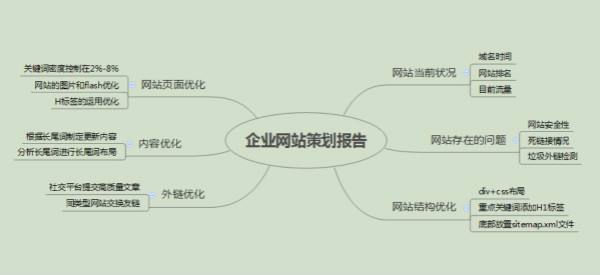 企业网站策划报告
网站页面优化
关键词密度控制在2%-8%
网站的图片和flash优化
H标签的运用优化
内容优化
根据长尾词制定更新内容
分析长尾词进行长尾词布局
外链优化
社交平台提交高质量文章
同类型网站交换友链
网站当前状况
域名时间
网站排名
目前流量
网站存在的问题
网站安全性
死链接情况
垃圾外链检测
网站结构优化
div+css布局
重点关键词添加H1标签
底部放置sitemap.xml文件